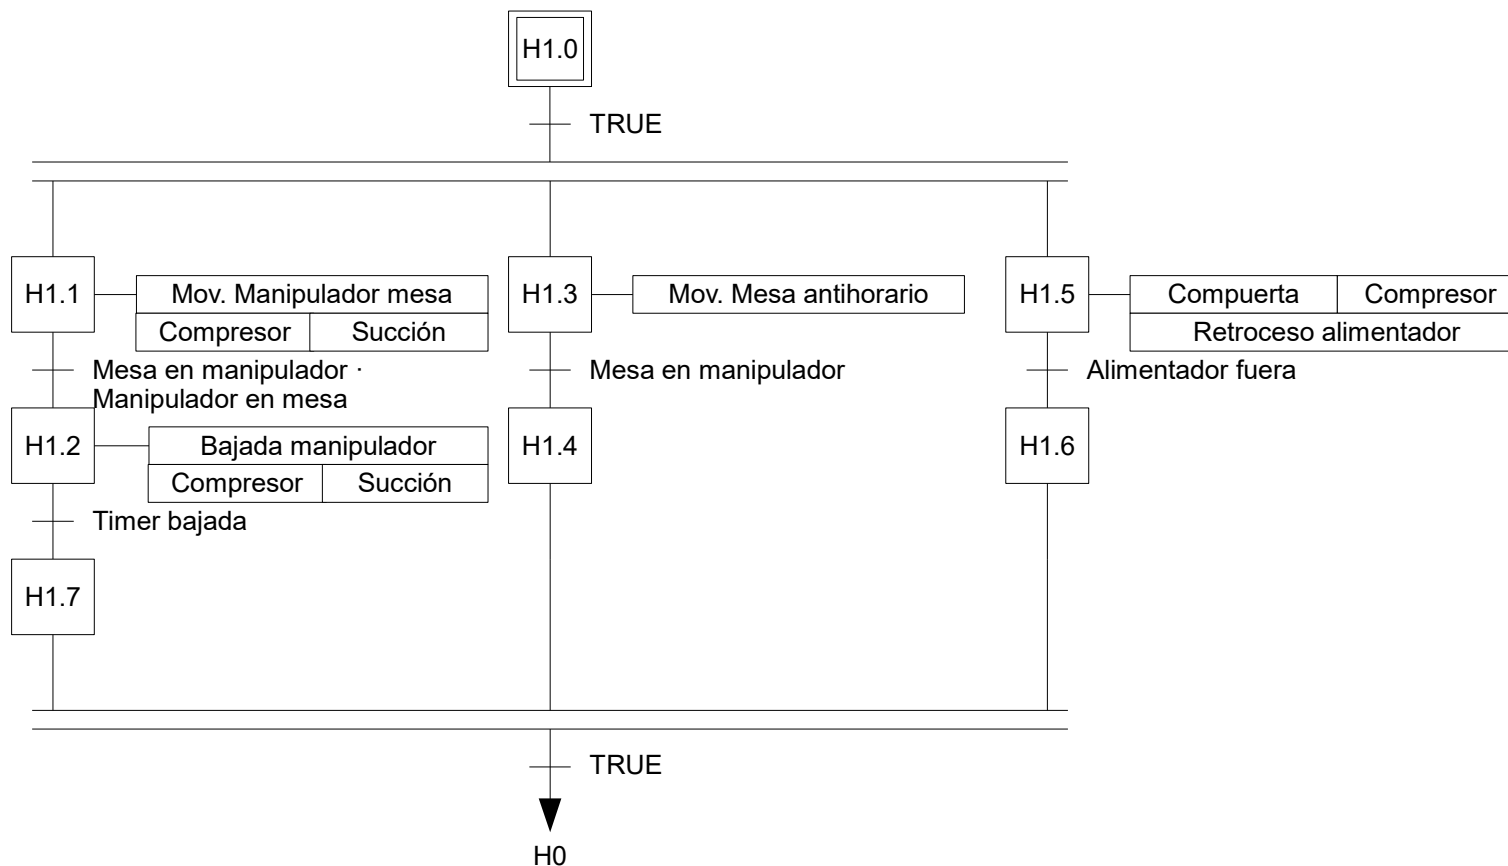 H1.0
TRUE
H1.1
Mov. Manipulador mesa
Compresor
Succión
H1.3
Mov. Mesa antihorario
H1.5
Compuerta
Compresor
Retroceso alimentador
Mesa en manipulador ·
Manipulador en mesa
Mesa en manipulador
Alimentador fuera
H1.2
Bajada manipulador
Compresor
Succión
H1.4
H1.6
Timer bajada
H1.7
TRUE
H0